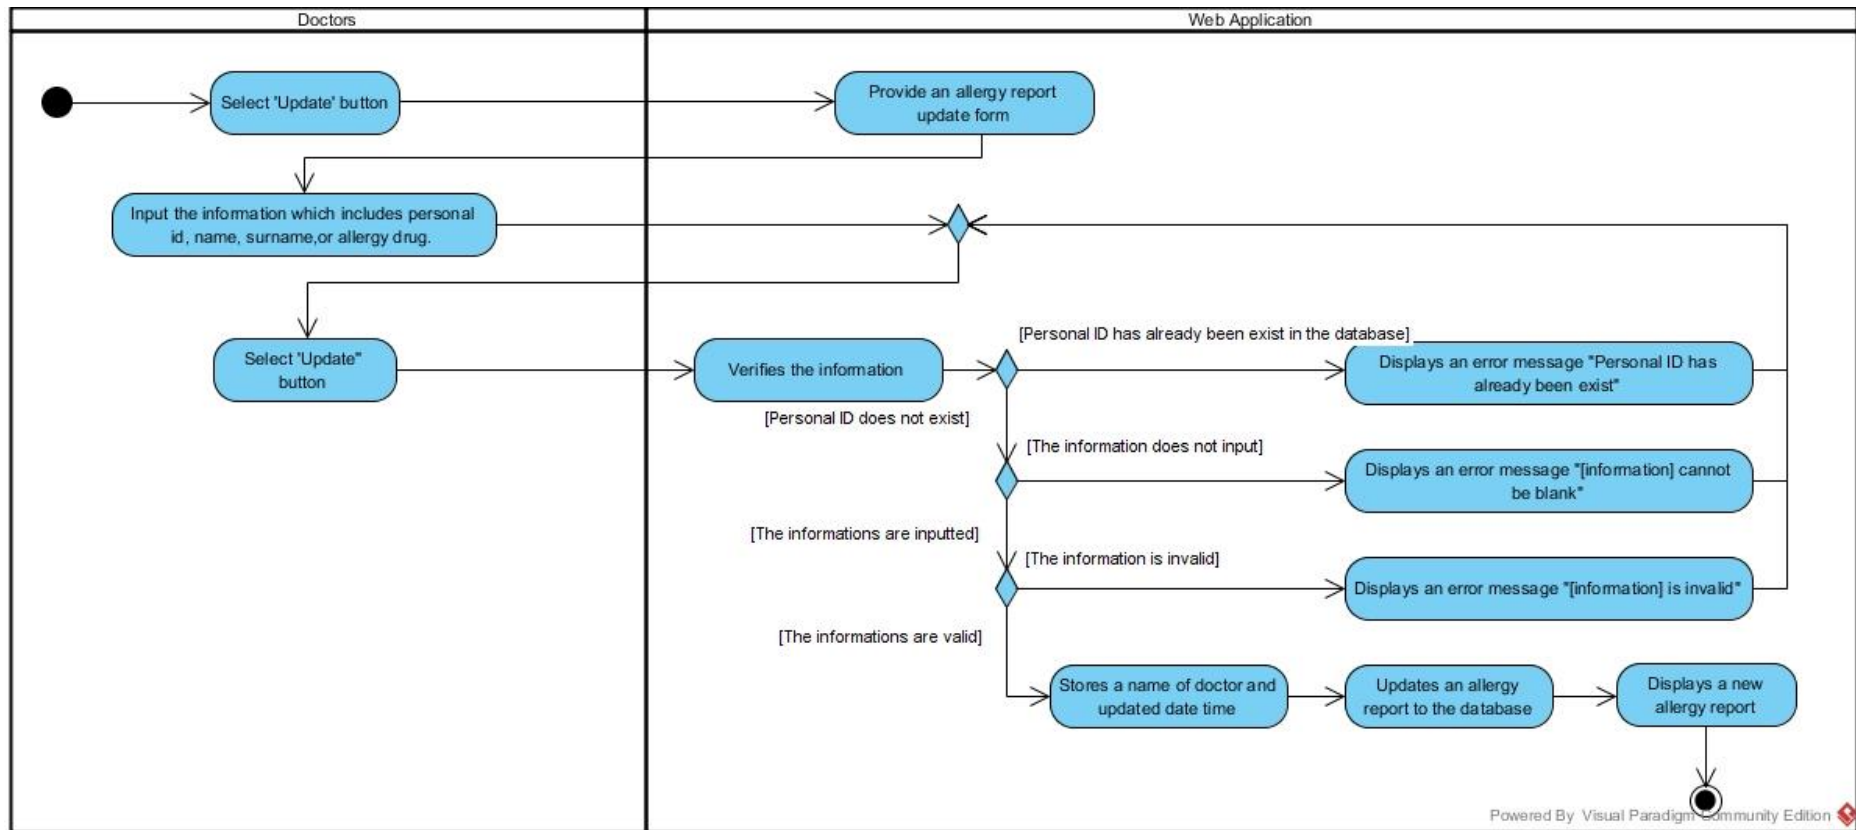 Doctors
Web Application
Select 'Update' button
Provide an allergy report
update form
Input the information which includes personal
id, name, surname,or allergy drug.
Select 'Update"
button
Verifies the information
[Personal ID has already been exist in the database]
Displays an error message "Personal ID has
already been exist"
[Personal ID does not exist]
[The information does not input]
Displays an error message "[information] cannot
be blank"
[The informations are inputted]
[The information is invalid]
Displays an error message "[information] is invalid"
[The informations are valid]
Stores a name of doctor and
updated date time
Updates an allergy
report to the database
Displays a new
allergy report
Powered By Visual Paradigm Community Edition